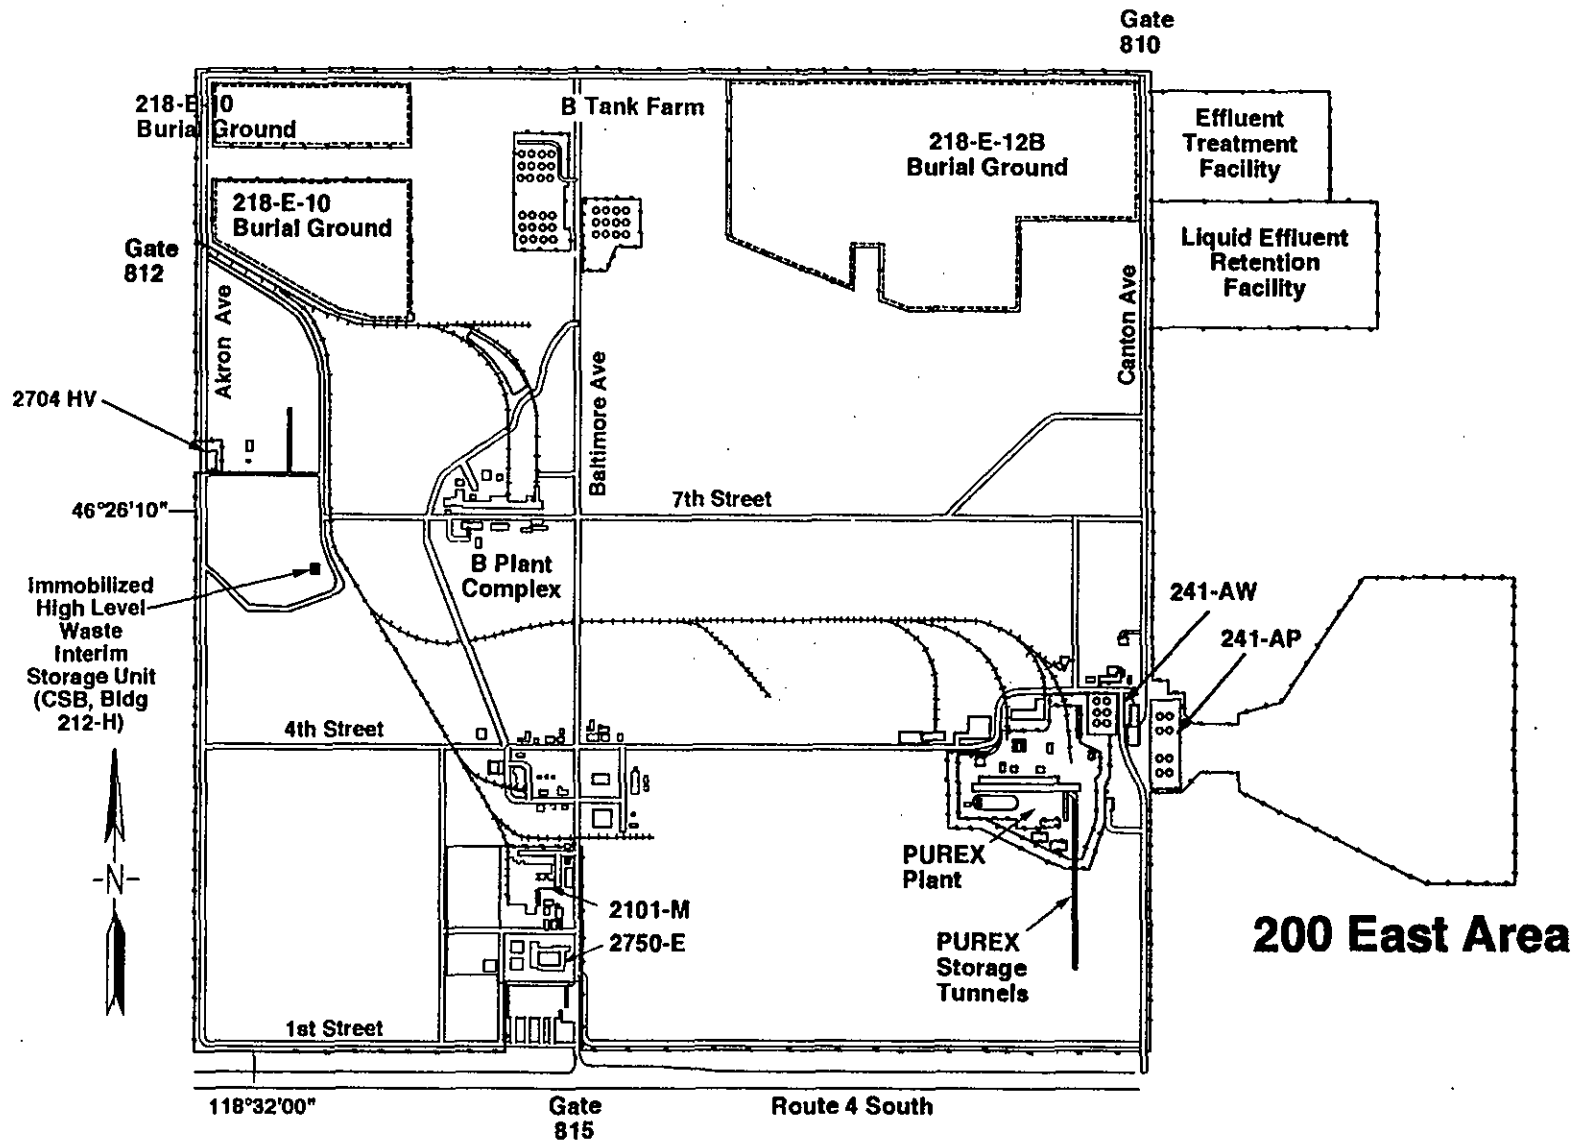 Gate
810
218-E-10
Burial Ground
B Tank Farm
218-E-12B
Burial Ground
Effluent
Treatment
Facility
218-E-10
Burial Ground
Gate
812
Liquid Effluent
Retention
Facility
Akron Ave
Baltimore Ave
Canton Ave
2704 HV
7th Street
46°26'10"
B Plant
Complex
Immobilized
High Level
Waste
Interim
Storage Unit
(CSB, Bldg
212-H)
241-AW
241-AP
4th Street
N
PUREX
Plant
2101-M
2750-E
PUREX
Storage
Tunnels
200 East Area
1st Street
118°32'00"
Gate
815
Route 4 South